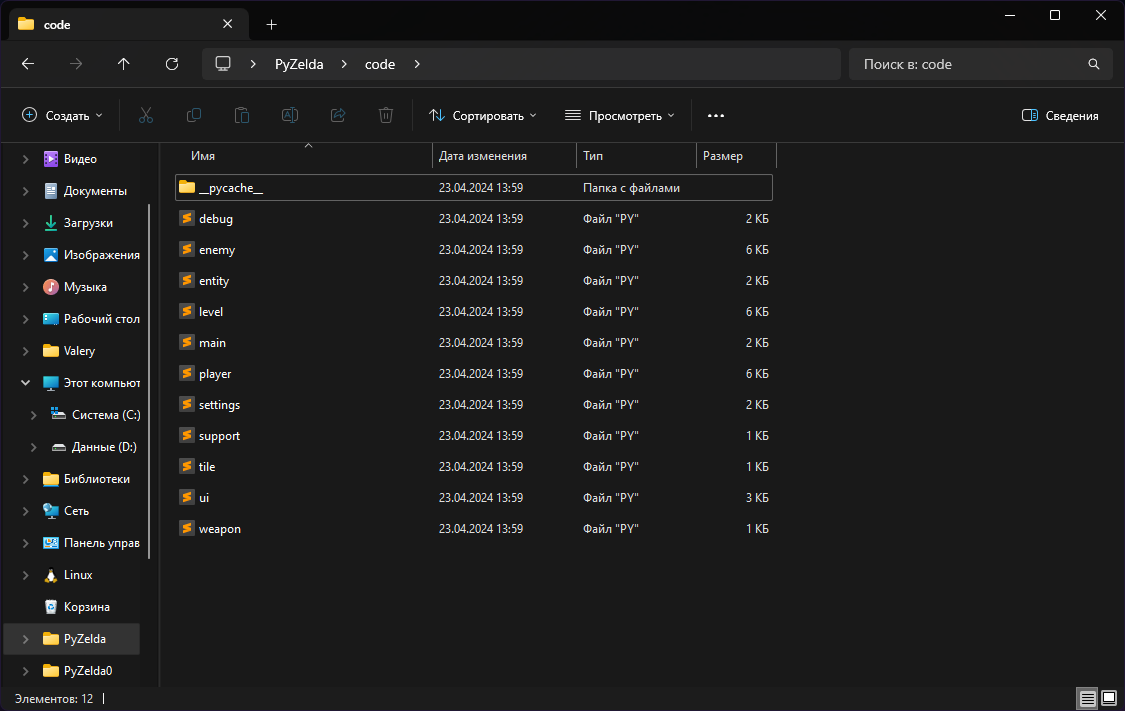 code
PyZelda
code
Поиск в: code
Создать
Сортировать
Просмотреть
Сведения
Видео
Документы
Загрузки
Изображения
Музыка
Рабочий стол
Valery
Этот компьют
Система (C:)
Данные (D:)
Библиотеки
Сеть
Панель управ
Linux
Корзина
PyZelda
PyZelda0
Имя Дата изменения Тип Размер
__pycache__ 23.04.2024 13:59 Папка с файлами
debug 23.04.2024 13:59 Файл "PY" 2 КБ
enemy 23.04.2024 13:59 Файл "PY" 6 КБ
entity 23.04.2024 13:59 Файл "PY" 2 КБ
level 23.04.2024 13:59 Файл "PY" 6 КБ
main 23.04.2024 13:59 Файл "PY" 2 КБ
player 23.04.2024 13:59 Файл "PY" 6 КБ
settings 23.04.2024 13:59 Файл "PY" 2 КБ
support 23.04.2024 13:59 Файл "PY" 1 КБ
tile 23.04.2024 13:59 Файл "PY" 1 КБ
ui 23.04.2024 13:59 Файл "PY" 3 КБ
weapon 23.04.2024 13:59 Файл "PY" 1 КБ
Элементов: 12